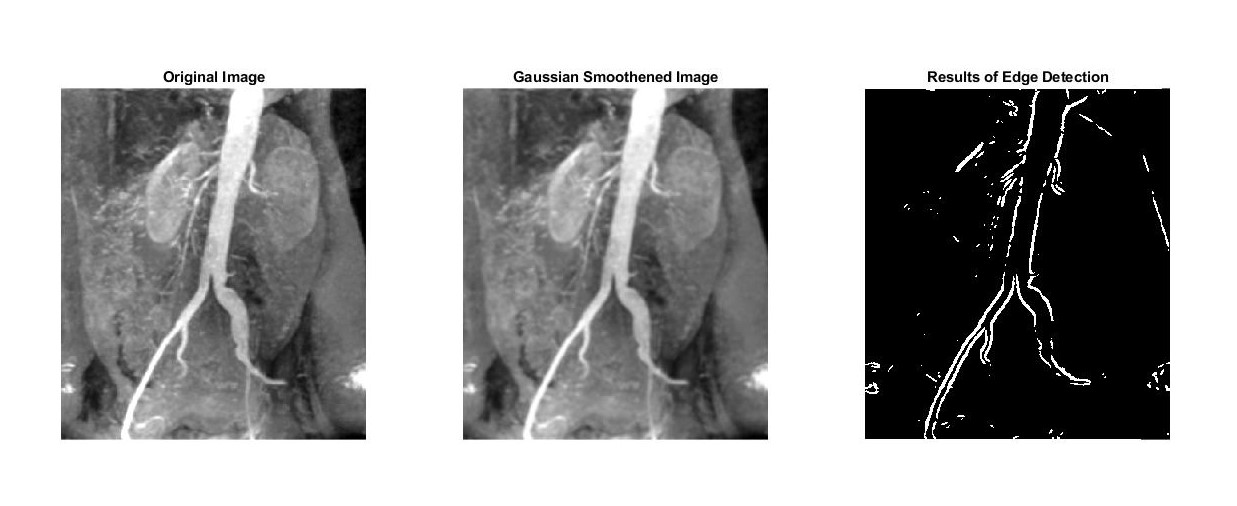 Original Image
Gaussian Smoothened Image
Results of Edge Detection